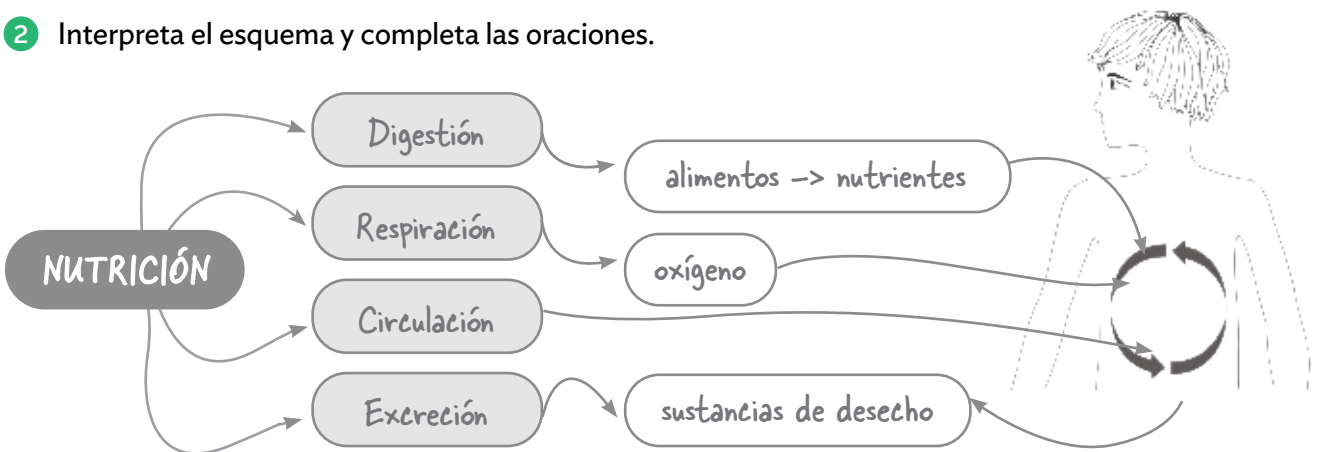 2 Interpreta el esquema y completa las oraciones.
Digestión
alimentos -> nutrientes
Respiración
NUTRICIÓN
oxígeno
Circulación
Excreción
sustancias de desecho